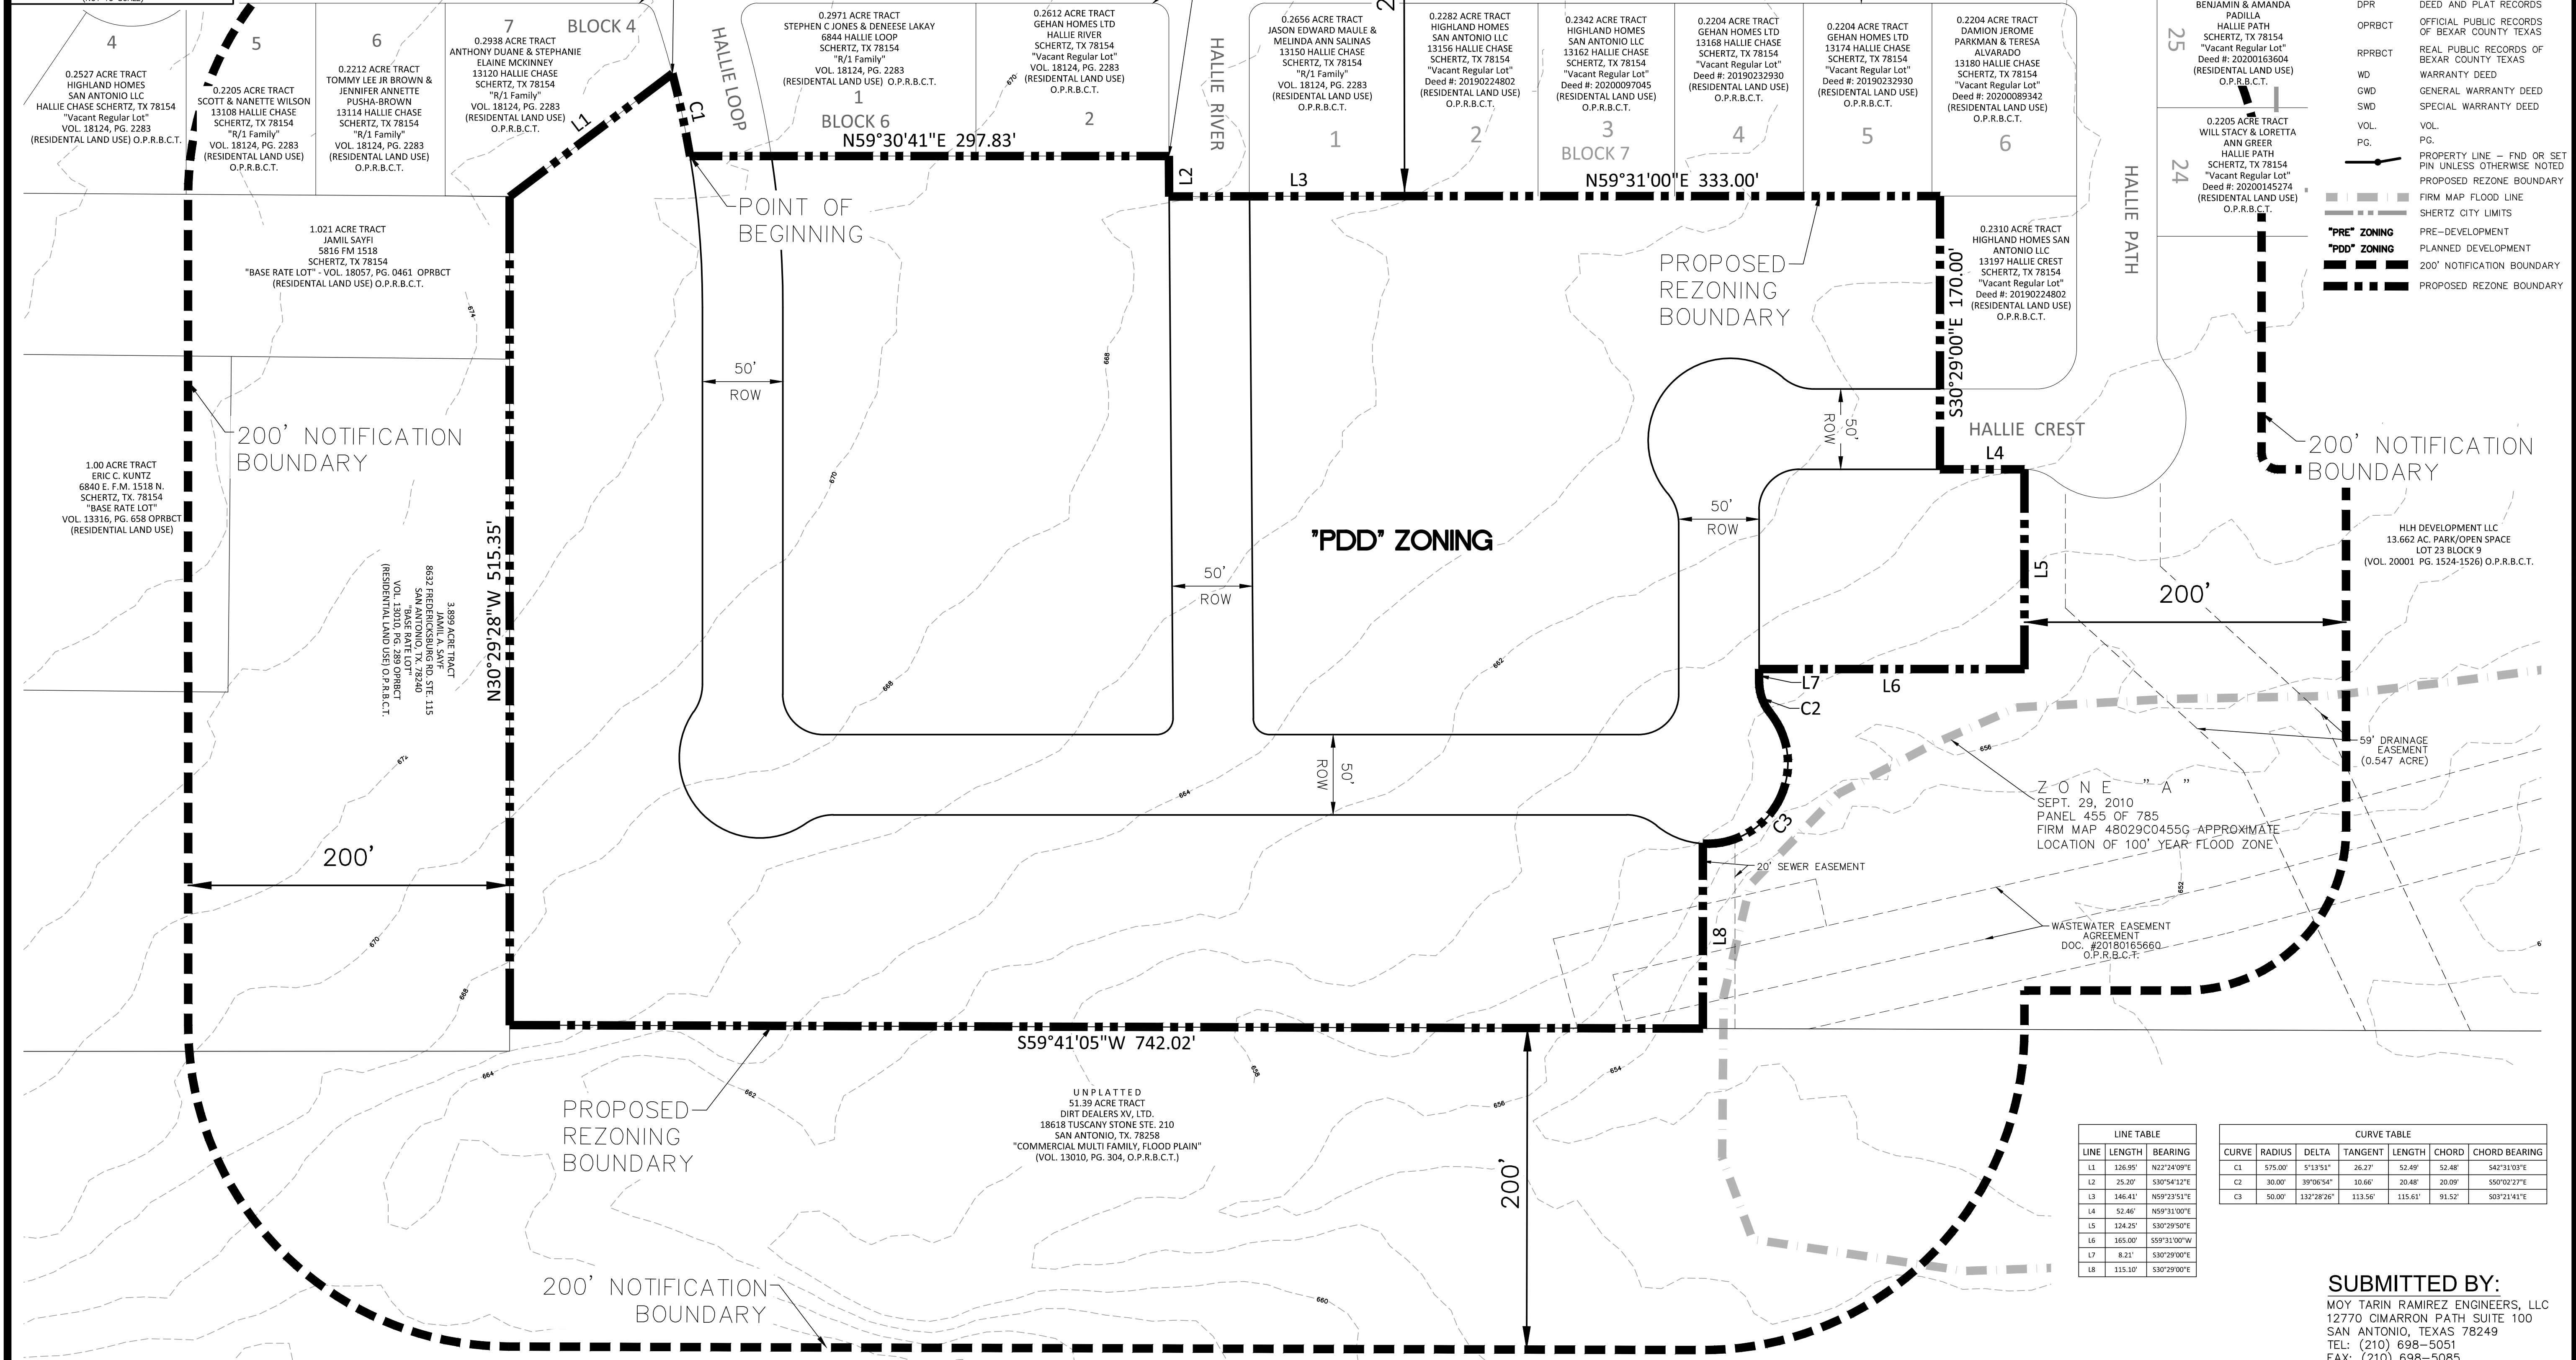 4
0.2527 ACRE TRACT
HIGHLAND HOMES
SAN ANTONIO LLC
HALLIE CHASE SCHERTZ, TX 78154
"Vacant Regular Lot"
VOL. 18124, PG. 2283
(RESIDENTAL LAND USE) O.P.R.B.C.T.
5
0.2205 ACRE TRACT
SCOTT & NANETTE WILSON
13108 HALLIE CHASE
SCHERTZ, TX 78154
"R/1 Family"
VOL. 18124, PG. 2283
(RESIDENTAL LAND USE)
O.P.R.B.C.T.
6
0.2212 ACRE TRACT
TOMMY LEE JR BROWN &
JENNIFER ANNETTE
PUSHA-BROWN
13114 HALLIE CHASE
SCHERTZ, TX 78154
"R/1 Family"
VOL. 18124, PG. 2283
(RESIDENTAL LAND USE)
O.P.R.B.C.T.
7
BLOCK 4
0.2938 ACRE TRACT
ANTHONY DUANE & STEPHANIE
ELAINE MCKINNEY
13120 HALLIE CHASE
SCHERTZ, TX 78154
"R/1 Family"
VOL. 18124, PG. 2283
(RESIDENTAL LAND USE)
O.P.R.B.C.T.
L1
C1
HALLIE LOOP
0.2971 ACRE TRACT
STEPHEN C JONES & DENEESE LAKAY
6844 HALLIE LOOP
SCHERTZ, TX 78154
"R/1 Family"
VOL. 18124, PG. 2283
(RESIDENTAL LAND USE) O.P.R.B.C.T.
1
BLOCK 6
0.2612 ACRE TRACT
GEHAN HOMES LTD
HALLIE RIVER
SCHERTZ, TX 78154
"Vacant Regular Lot"
VOL. 18124, PG. 2283
(RESIDENTAL LAND USE)
O.P.R.B.C.T.
2
670
N59°30'41"E 297.83'
L2
HALLIE RIVER
0.2656 ACRE TRACT
JASON EDWARD MAULE &
MELINDA ANN SALINAS
13150 HALLIE CHASE
SCHERTZ, TX 78154
"R/1 Family"
VOL. 18124, PG. 2283
(RESIDENTAL LAND USE)
O.P.R.B.C.T.
1
L3
0.2282 ACRE TRACT
HIGHLAND HOMES
SAN ANTONIO LLC
13156 HALLIE CHASE
SCHERTZ, TX 78154
"Vacant Regular Lot"
Deed #: 20190224802
(RESIDENTAL LAND USE)
O.P.R.B.C.T.
2
0.2342 ACRE TRACT
HIGHLAND HOMES
SAN ANTONIO LLC
13162 HALLIE CHASE
SCHERTZ, TX 78154
"Vacant Regular Lot"
Deed #: 20200097045
(RESIDENTAL LAND USE)
O.P.R.B.C.T.
3
BLOCK 7
0.2204 ACRE TRACT
GEHAN HOMES LTD
13168 HALLIE CHASE
SCHERTZ, TX 78154
"Vacant Regular Lot"
Deed #: 20190232930
(RESIDENTAL LAND USE)
O.P.R.B.C.T.
4
0.2204 ACRE TRACT
GEHAN HOMES LTD
13174 HALLIE CHASE
SCHERTZ, TX 78154
"Vacant Regular Lot"
Deed #: 20190232930
(RESIDENTAL LAND USE)
O.P.R.B.C.T.
5
0.2204 ACRE TRACT
DAMION JEROME
PARKMAN & TERESA
ALVARADO
13180 HALLIE CHASE
SCHERTZ, TX 78154
"Vacant Regular Lot"
Deed #: 20200089342
(RESIDENTAL LAND USE)
O.P.R.B.C.T.
6
N59°31'00"E 333.00'
HALLIE PATH
25
BENJAMIN & AMANDA
PADILLA
HALLIE PATH
SCHERTZ, TX 78154
"Vacant Regular Lot"
Deed #: 20200163604
(RESIDENTAL LAND USE)
O.P.R.B.C.T.
24
0.2205 ACRE TRACT
WILL STACY & LORETTA
ANN GREER
HALLIE PATH
SCHERTZ, TX 78154
"Vacant Regular Lot"
Deed #: 20200145274
(RESIDENTAL LAND USE)
O.P.R.B.C.T.
DPR DEED AND PLAT RECORDS
OPRBCT OFFICIAL PUBLIC RECORDS
OF BEXAR COUNTY TEXAS
RPRBCT REAL PUBLIC RECORDS OF
BEXAR COUNTY TEXAS
WD WARRANTY DEED
GWD GENERAL WARRANTY DEED
SWD SPECIAL WARRANTY DEED
VOL. VOL.
PG. PG.
PROPERTY LINE – FND OR SET
PIN UNLESS OTHERWISE NOTED
PROPOSED REZONE BOUNDARY
FIRM MAP FLOOD LINE
SHERTZ CITY LIMITS
"PRE" ZONING PRE–DEVELOPMENT
"PDD" ZONING PLANNED DEVELOPMENT
200' NOTIFICATION BOUNDARY
PROPOSED REZONE BOUNDARY
POINT OF
BEGINNING
1.021 ACRE TRACT
JAMIL SAYFI
5816 FM 1518
SCHERTZ, TX 78154
"BASE RATE LOT" - VOL. 18057, PG. 0461 OPRBCT
(RESIDENTAL LAND USE) O.P.R.B.C.T.
674
PROPOSED
REZONING
BOUNDARY
S30°29'00"E 170.00'
0.2310 ACRE TRACT
HIGHLAND HOMES SAN
ANTONIO LLC
13197 HALLIE CREST
SCHERTZ, TX 78154
"Vacant Regular Lot"
Deed #: 20190224802
(RESIDENTAL LAND USE)
O.P.R.B.C.T.
50'
ROW
668
670
50'
ROW
HALLIE CREST
L4
200' NOTIFICATION
BOUNDARY
200' NOTIFICATION
BOUNDARY
1.00 ACRE TRACT
ERIC C. KUNTZ
6840 E. F.M. 1518 N.
SCHERTZ, TX. 78154
"BASE RATE LOT"
VOL. 13316, PG. 658 OPRBCT
(RESIDENTIAL LAND USE)
3.899 ACRE TRACT
JAMIL A. SAYF
8632 FREDERICKSBURG RD. STE. 115
SAN ANTONIO, TX. 78240
"BASE RATE LOT"
VOL. 13010, PG. 289 OPRBCT
(RESIDENTIAL LAND USE) O.P.R.B.C.T.
N30°29'28"W 515.35'
"PDD" ZONING
50'
ROW
50'
ROW
L5
HLH DEVELOPMENT LLC
13.662 AC. PARK/OPEN SPACE
LOT 23 BLOCK 9
(VOL. 20001 PG. 1524-1526) O.P.R.B.C.T.
200'
668
662
L7
L6
C2
672
664
50'
ROW
C3
656
59' DRAINAGE
EASEMENT
(0.547 ACRE)
ZONE "A"
SEPT. 29, 2010
PANEL 455 OF 785
FIRM MAP 48029C0455G APPROXIMATE
LOCATION OF 100' YEAR FLOOD ZONE
200'
20' SEWER EASEMENT
652
L8
WASTEWATER EASEMENT
AGREEMENT
DOC. #20180165660
O.P.R.B.C.T.
670
668
S59°41'05"W 742.02'
664
662
658
654
656
UNPLATTED
51.39 ACRE TRACT
DIRT DEALERS XV, LTD.
18618 TUSCANY STONE STE. 210
SAN ANTONIO, TX. 78258
"COMMERCIAL MULTI FAMILY, FLOOD PLAIN"
(VOL. 13010, PG. 304, O.P.R.B.C.T.)
PROPOSED
REZONING
BOUNDARY
200'
200' NOTIFICATION
BOUNDARY
660
LINE TABLE
LINE LENGTH BEARING
L1 126.95' N22°24'09"E
L2 25.20' S30°54'12"E
L3 146.41' N59°23'51"E
L4 52.46' N59°31'00"E
L5 124.25' S30°29'50"E
L6 165.00' S59°31'00"W
L7 8.21' S30°29'00"E
L8 115.10' S30°29'00"E
CURVE TABLE
CURVE RADIUS DELTA TANGENT LENGTH CHORD CHORD BEARING
C1 575.00' 5°13'51" 26.27' 52.49' 52.48' S42°31'03"E
C2 30.00' 39°06'54" 10.66' 20.48' 20.09' S50°02'27"E
C3 50.00' 132°28'26" 113.56' 115.61' 91.52' S03°21'41"E
SUBMITTED BY:
MOY TARIN RAMIREZ ENGINEERS, LLC
12770 CIMARRON PATH SUITE 100
SAN ANTONIO, TEXAS 78249
TEL: (210) 698–5051
FAX: (210) 698–5085